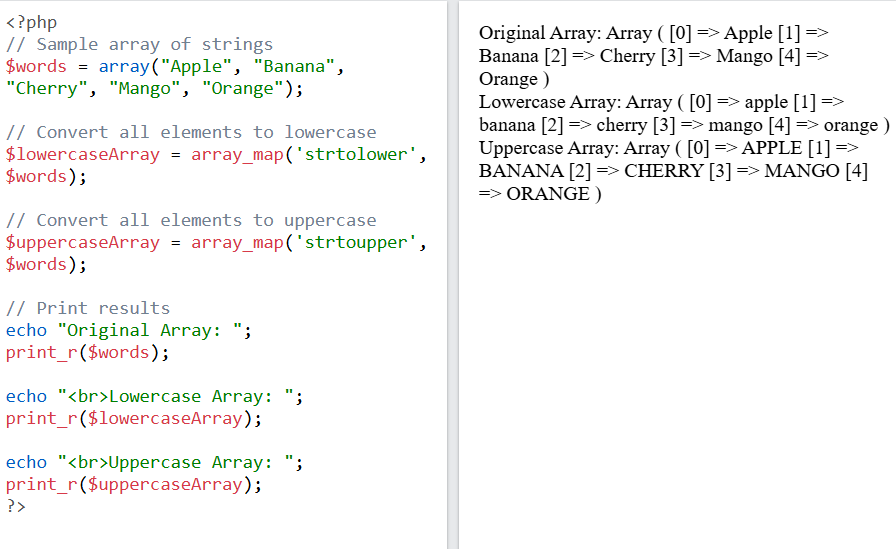 <?php
// Sample array of strings
$words = array("Apple", "Banana",
"Cherry", "Mango", "Orange");
// Convert all elements to lowercase
$lowercaseArray = array_map('strtolower',
$words);
// Convert all elements to uppercase
$uppercaseArray = array_map('strtoupper',
$words);
// Print results
echo "Original Array: ";
print_r($words);
echo "<br>Lowercase Array: ";
print_r($lowercaseArray);
echo "<br>Uppercase Array: ";
print_r($uppercaseArray);
?>
Original Array: Array ( [0] => Apple [1] =>
Banana [2] => Cherry [3] => Mango [4] =>
Orange )
Lowercase Array: Array ( [0] => apple [1] =>
banana [2] => cherry [3] => mango [4] => orange )
Uppercase Array: Array ( [0] => APPLE [1] =>
BANANA [2] => CHERRY [3] => MANGO [4]
=> ORANGE )